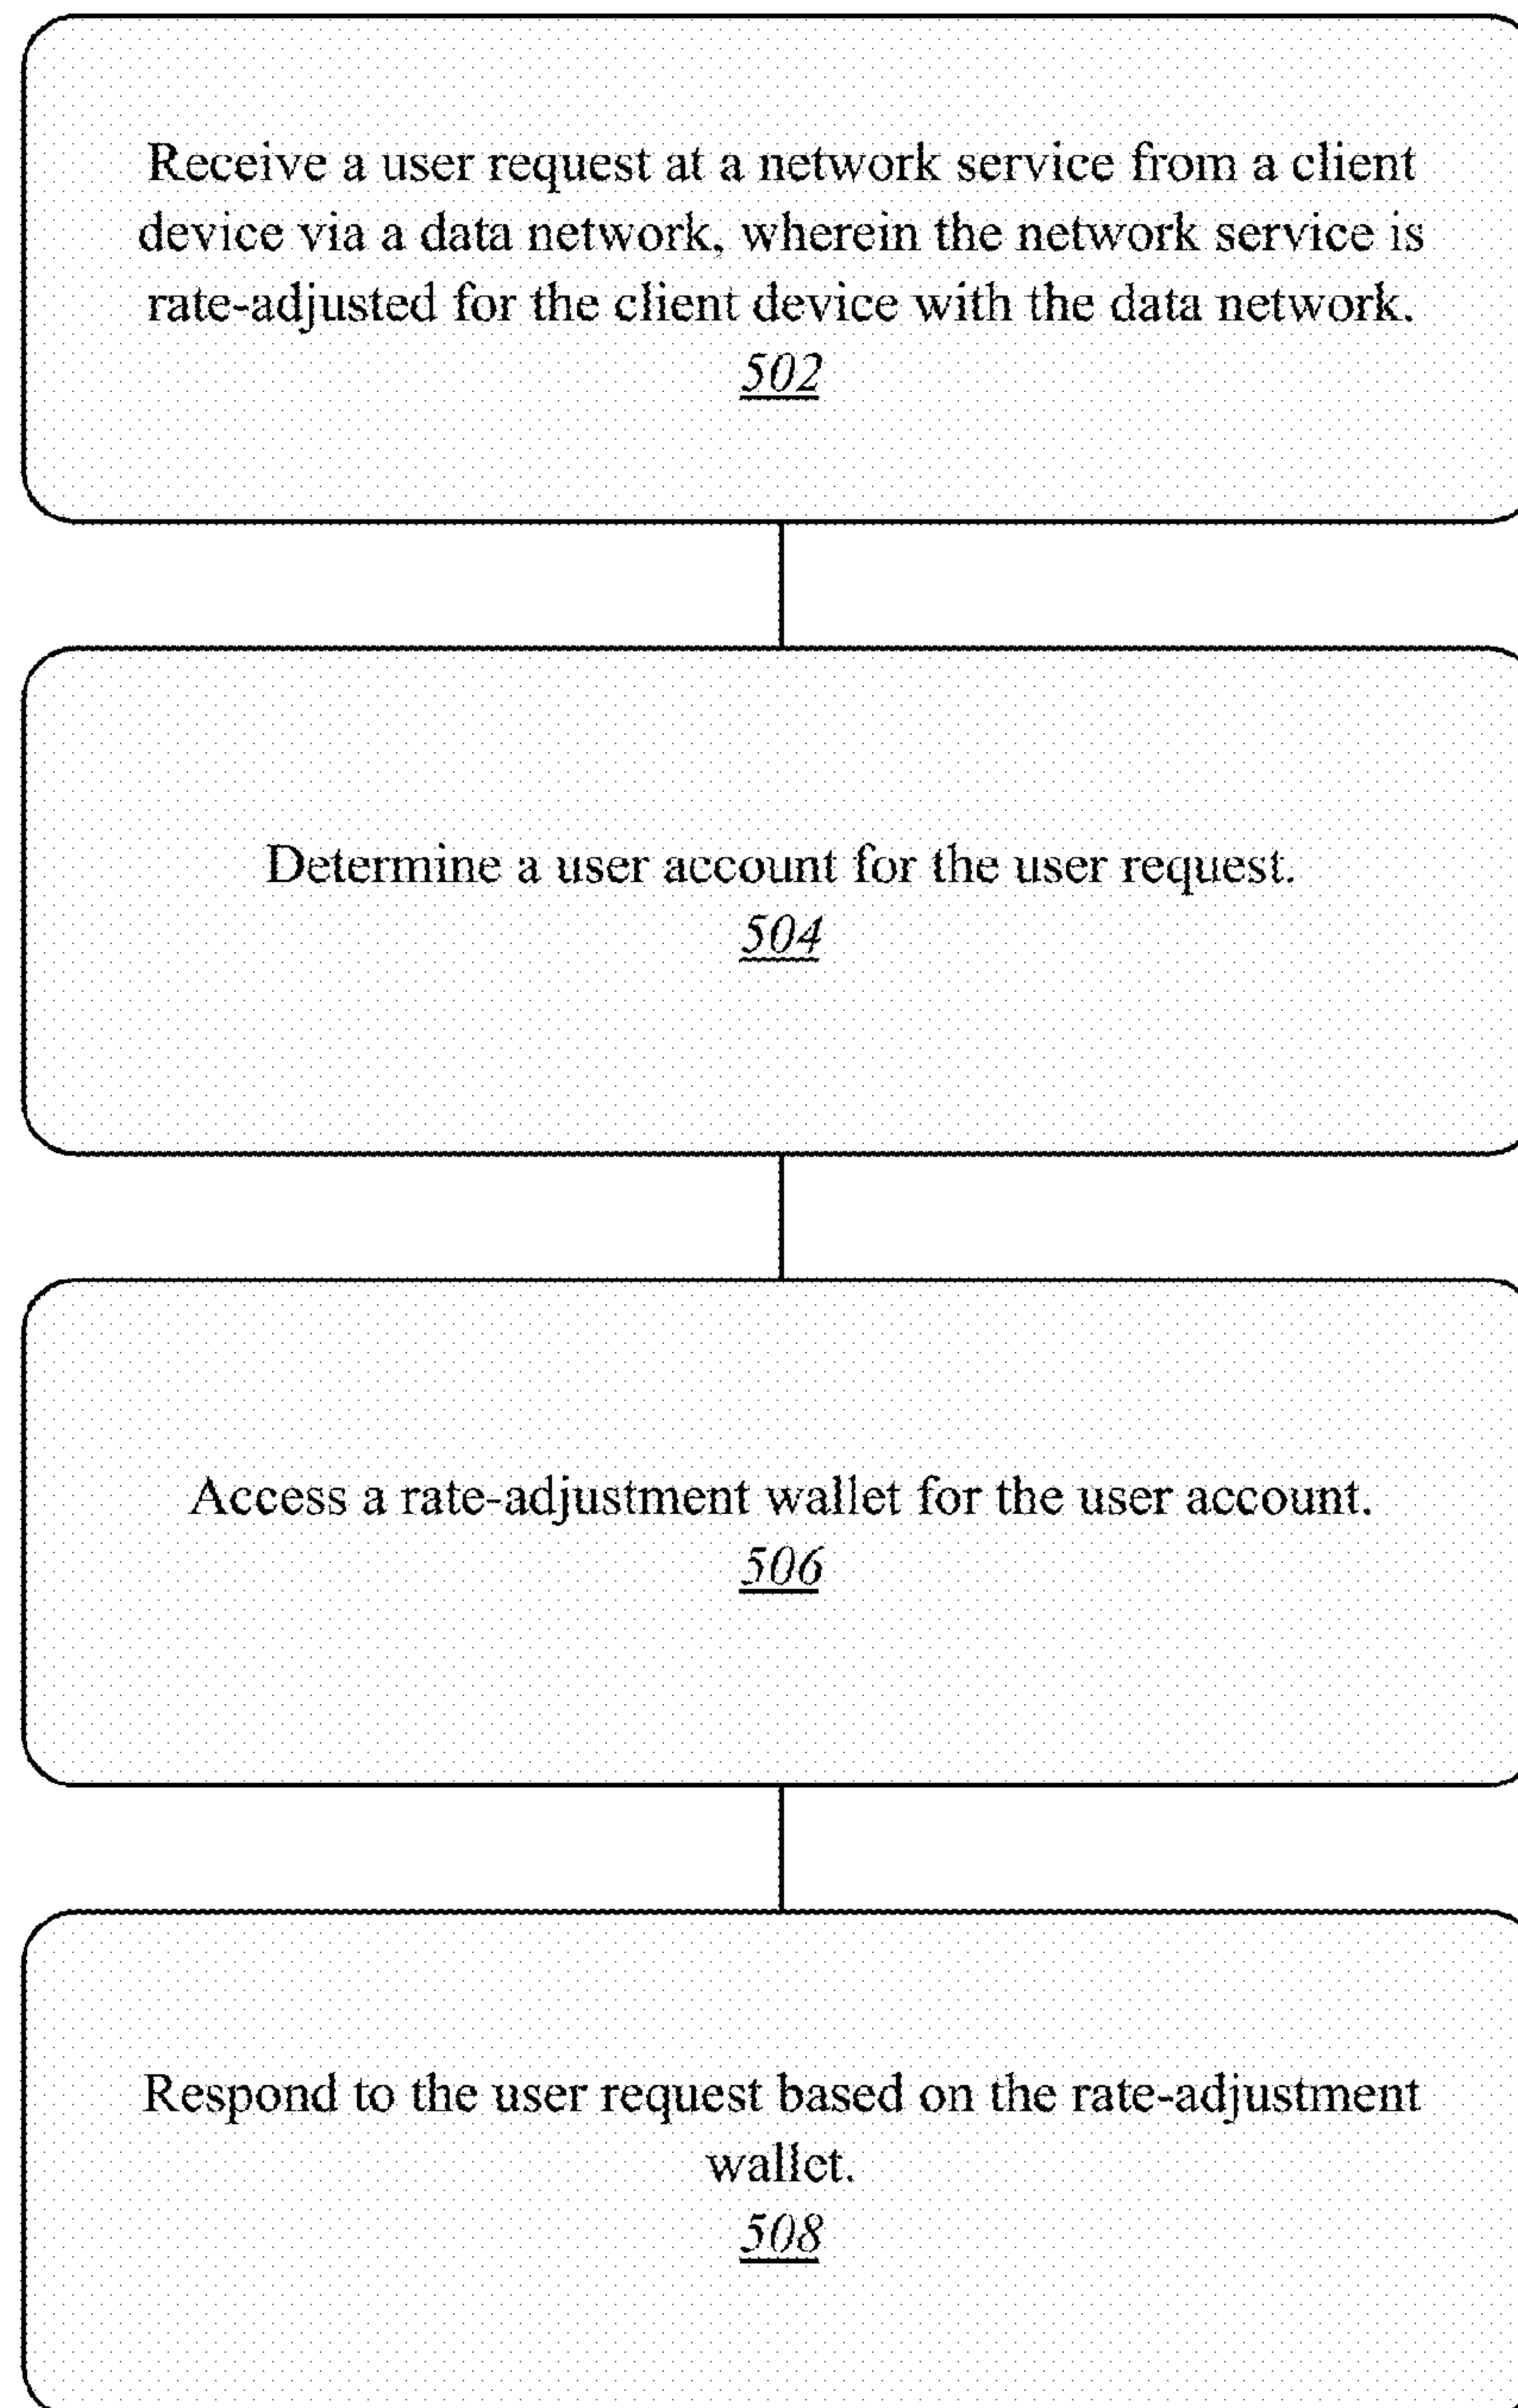 Receive a user request at a network service from a client
device via a data network, wherein the network service is
rate-adjusted for the client device with the data network.
502
Determine a user account for the user request.
504
Access a rate-adjustment wallet for the user account.
506
Respond to the user request based on the rate-adjustment
wallet.
508